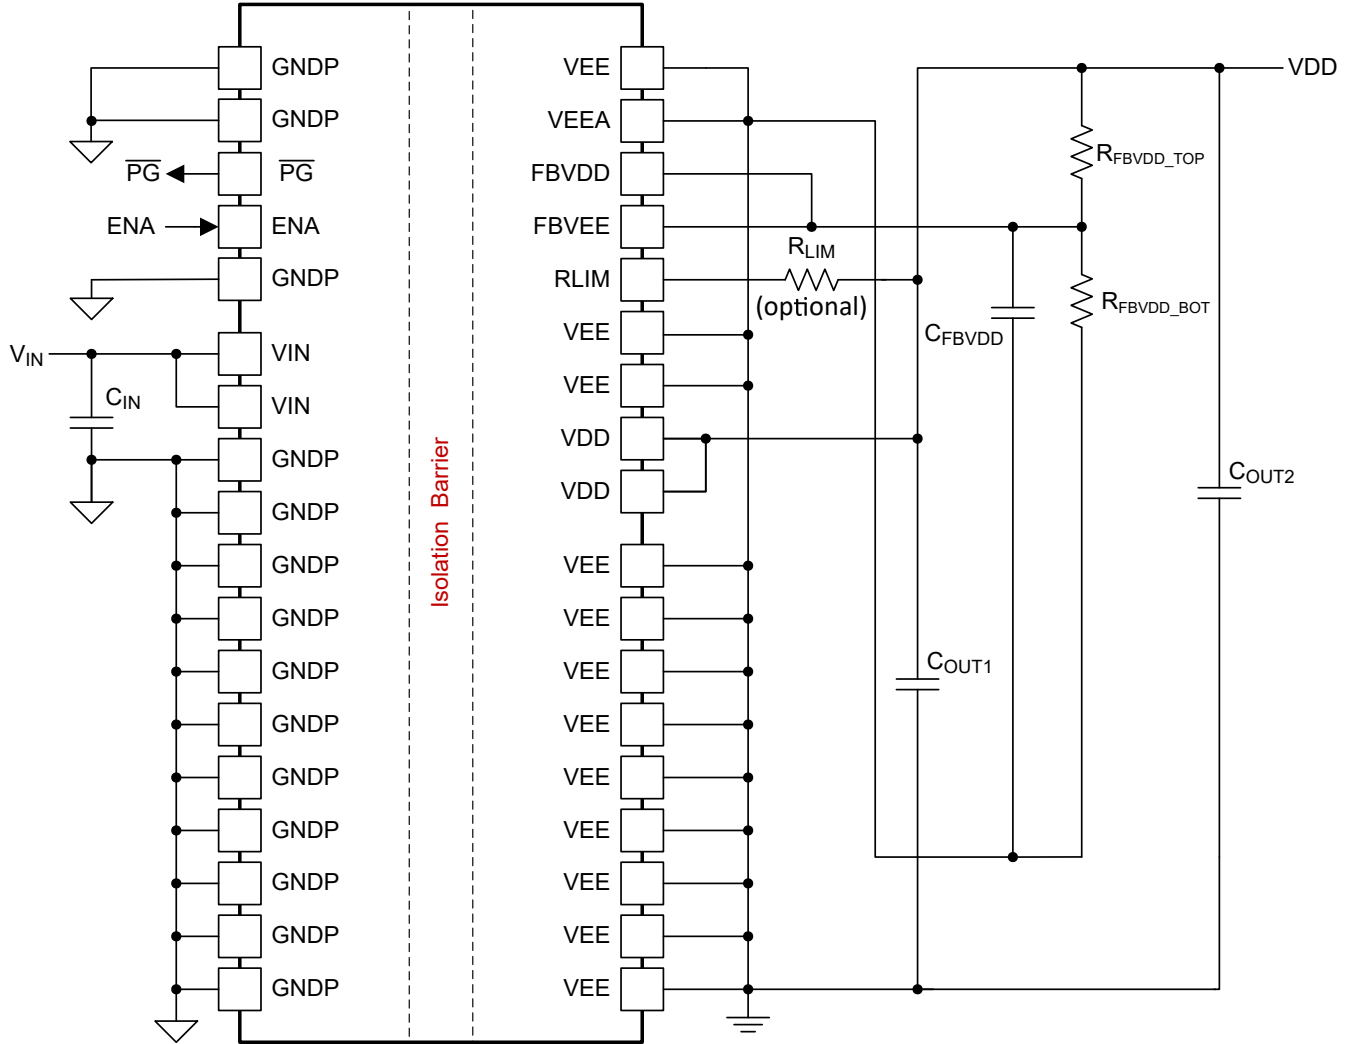 GNDP
GNDP
PG
PG
ENA
ENA
GNDP
VIN
VIN
CIN
VIN
GNDP
GNDP
GNDP
GNDP
GNDP
GNDP
GNDP
GNDP
GNDP
GNDP
GNDP
Isolation Barrier
VEE
VEEA
FBVDD
FBVEE
RLIM
VEE
VEE
VDD
VDD
VEE
VEE
VEE
VEE
VEE
VEE
VEE
VEE
VEE
RLIM
(optional)
VDD
RFBVDD_TOP
RFBVDD_BOT
CFBVDD
COUT2
COUT1